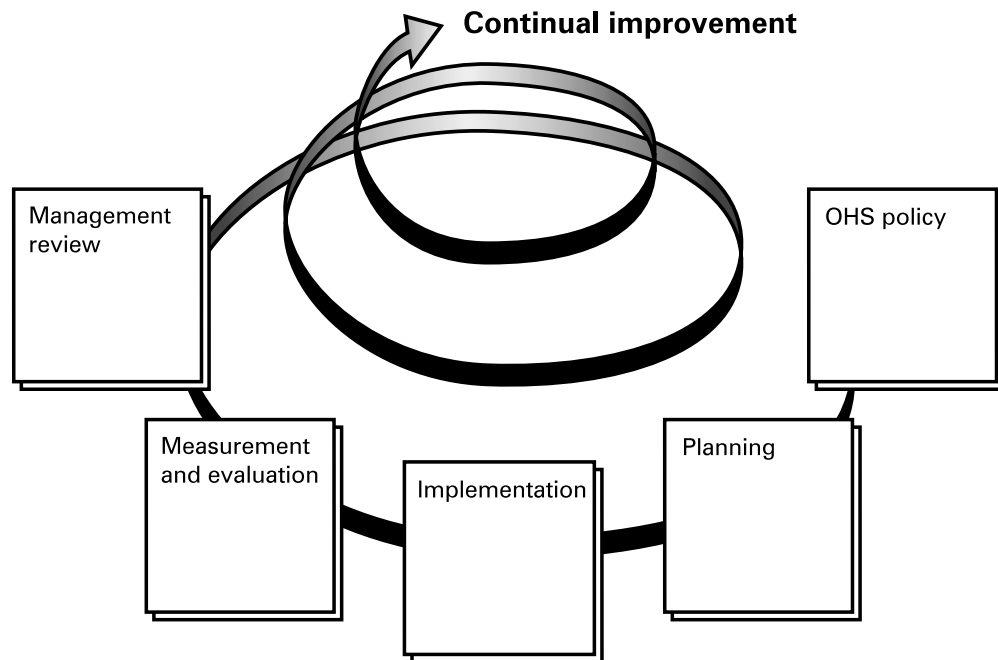 Continual improvement
Management
review
OHS policy
Measurement
and evaluation
Planning
Implementation